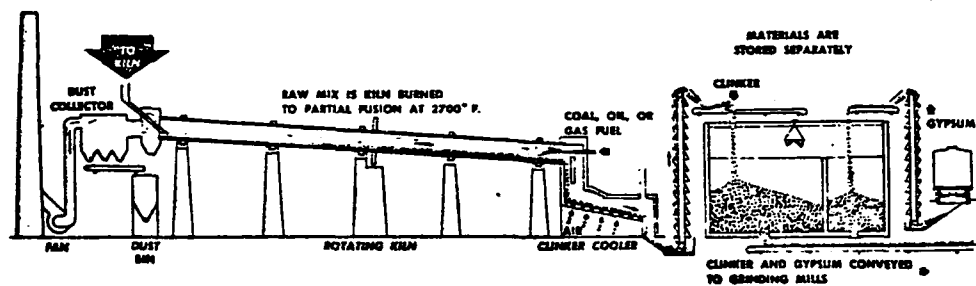 TO
KILN
DUST
COLLECTOR
RAW MIX IS KILN BURNED
TO PARTIAL FUSION AT 2700° F.
COAL, OIL, OR
GAS FUEL
MATERIALS ARE
STORED SEPARATELY
CLINKER
GYPSUM
FAN
DUST
BIN
ROTATING KILN
AIR
CLINKER COOLER
CLINKER AND GYPSUM CONVEYED
TO GRINDING MILLS